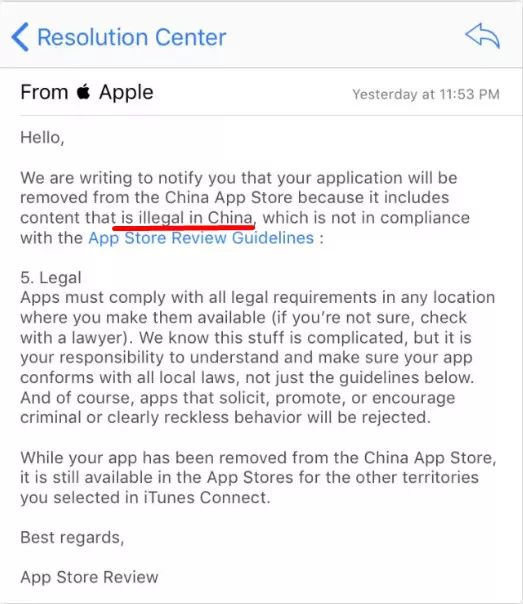 Resolution Center
From Apple
Yesterday at 11:53 PM
Hello,
We are writing to notify you that your application will be
removed from the China App Store because it includes
content that is illegal in China, which is not in compliance
with the App Store Review Guidelines :
5. Legal
Apps must comply with all legal requirements in any location
where you make them available (if you're not sure, check
with a lawyer). We know this stuff is complicated, but it is
your responsibility to understand and make sure your app
conforms with all local laws, not just the guidelines below.
And of course, apps that solicit, promote, or encourage
criminal or clearly reckless behavior will be rejected.
While your app has been removed from the China App Store,
it is still available in the App Stores for the other territories
you selected in iTunes Connect.
Best regards,
App Store Review